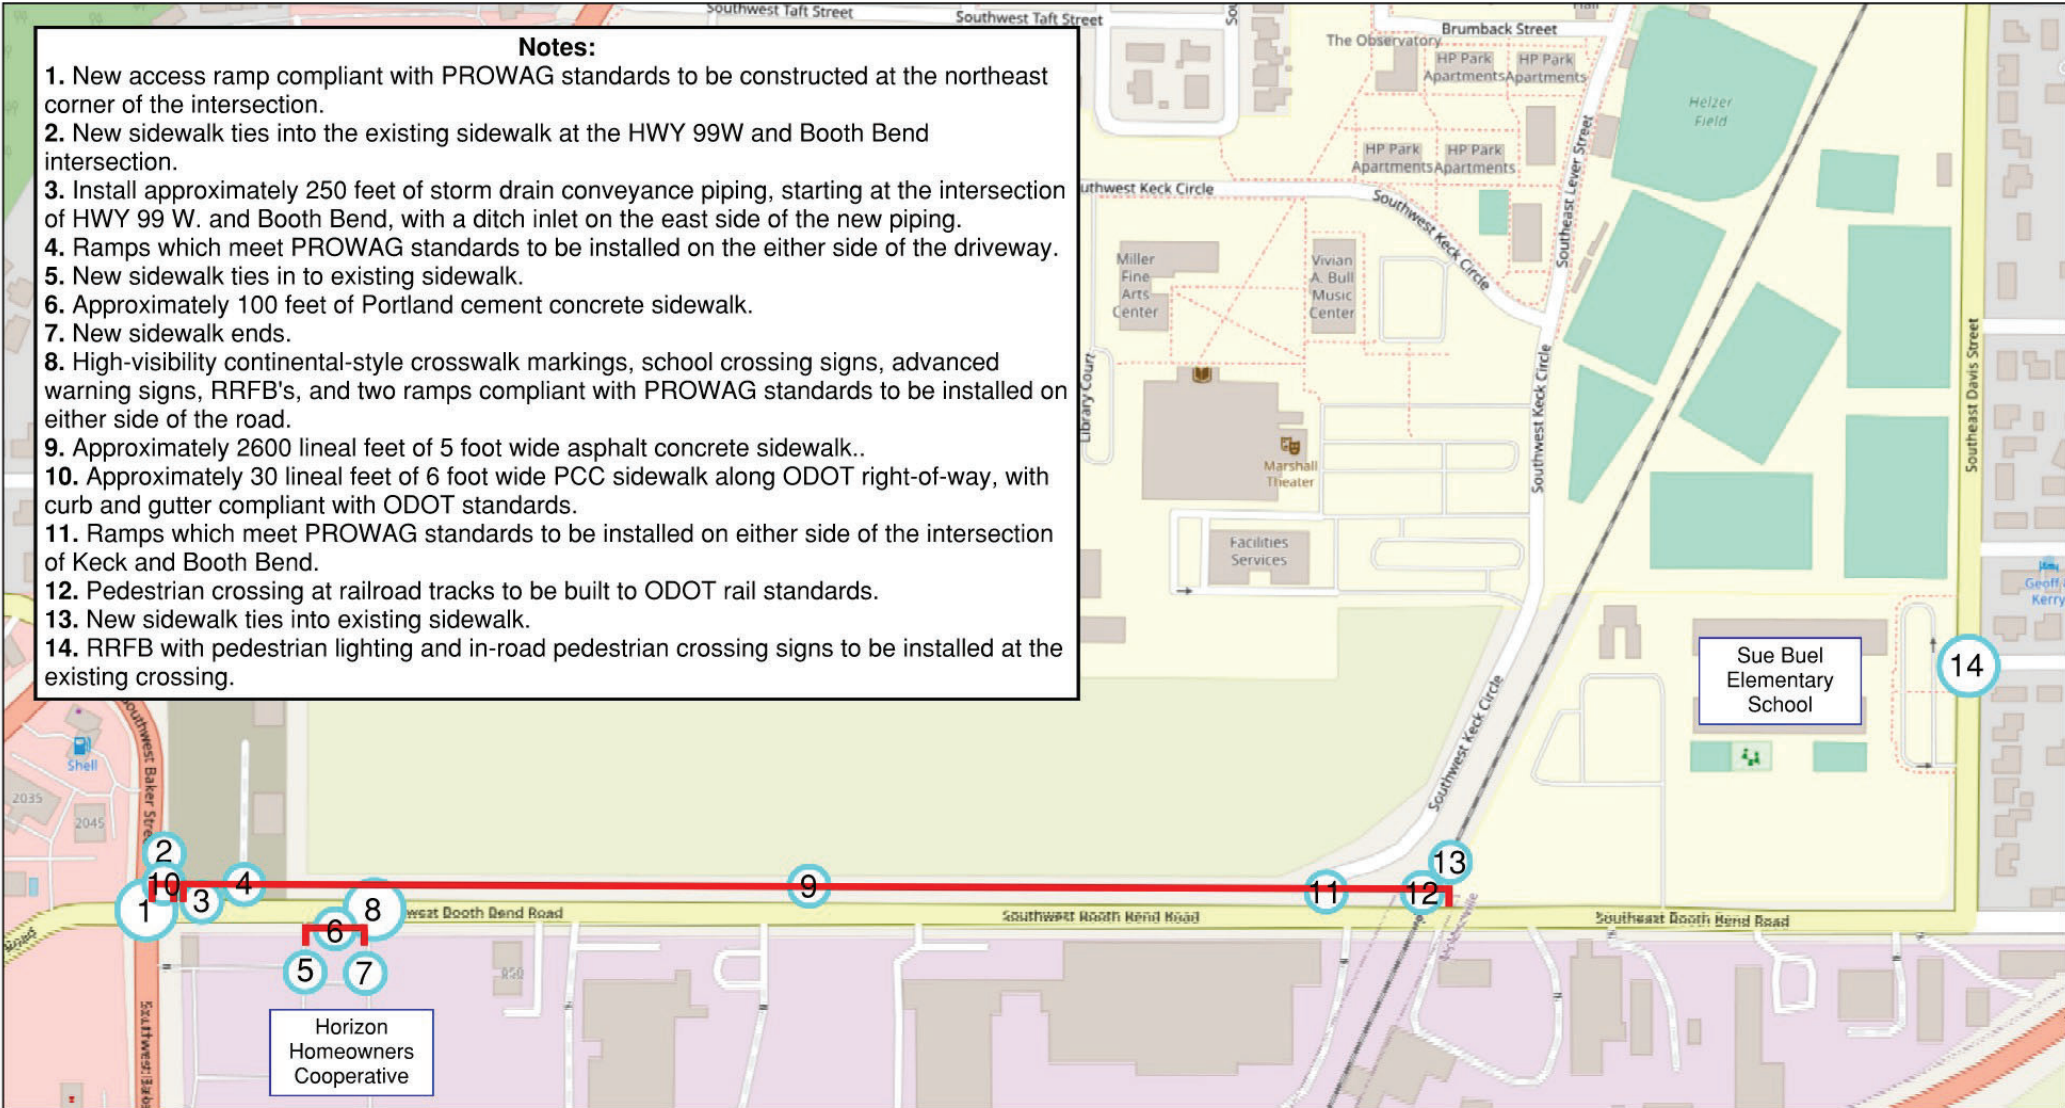 Southwest Taft Street
Southwest Taft Street
Brumback Street
The Observatory
HP Park
Apartments
HP Park
Apartments
HP Park
Apartments
HP Park
Apartments
Helzer
Field
Notes:
1. New access ramp compliant with PROWAG standards to be constructed at the northeast
corner of the intersection.
2. New sidewalk ties into the existing sidewalk at the HWY 99W and Booth Bend
intersection.
3. Install approximately 250 feet of storm drain conveyance piping, starting at the intersection
of HWY 99 W. and Booth Bend, with a ditch inlet on the east side of the new piping.
4. Ramps which meet PROWAG standards to be installed on the either side of the driveway.
5. New sidewalk ties in to existing sidewalk.
6. Approximately 100 feet of Portland cement concrete sidewalk.
7. New sidewalk ends.
8. High-visibility continental-style crosswalk markings, school crossing signs, advanced
warning signs, RRFB's, and two ramps compliant with PROWAG standards to be installed on
either side of the road.
9. Approximately 2600 lineal feet of 5 foot wide asphalt concrete sidewalk..
10. Approximately 30 lineal feet of 6 foot wide PCC sidewalk along ODOT right-of-way, with
curb and gutter compliant with ODOT standards.
11. Ramps which meet PROWAG standards to be installed on either side of the intersection
of Keck and Booth Bend.
12. Pedestrian crossing at railroad tracks to be built to ODOT rail standards.
13. New sidewalk ties into existing sidewalk.
14. RRFB with pedestrian lighting and in-road pedestrian crossing signs to be installed at the
existing crossing.
uthwest Keck Circle
Southwest Keck Circle
Southeast Lever Street
Southwest Keck Circle
Southwest Keck Circle
Southeast Davis Street
Library Court
Miller
Fine
Arts
Center
Vivian
A. Bull
Music
Center
Marshall
Theater
Facilities
Services
Geoff
Kerry
Sue Buel
Elementary
School
14
Shell
2035
2045
2
10
1
3
4
5
6
7
8
9
11
12
13
Southwest Booth Bend Road
Southeast Booth Bend Road
850
Horizon
Homeowners
Cooperative